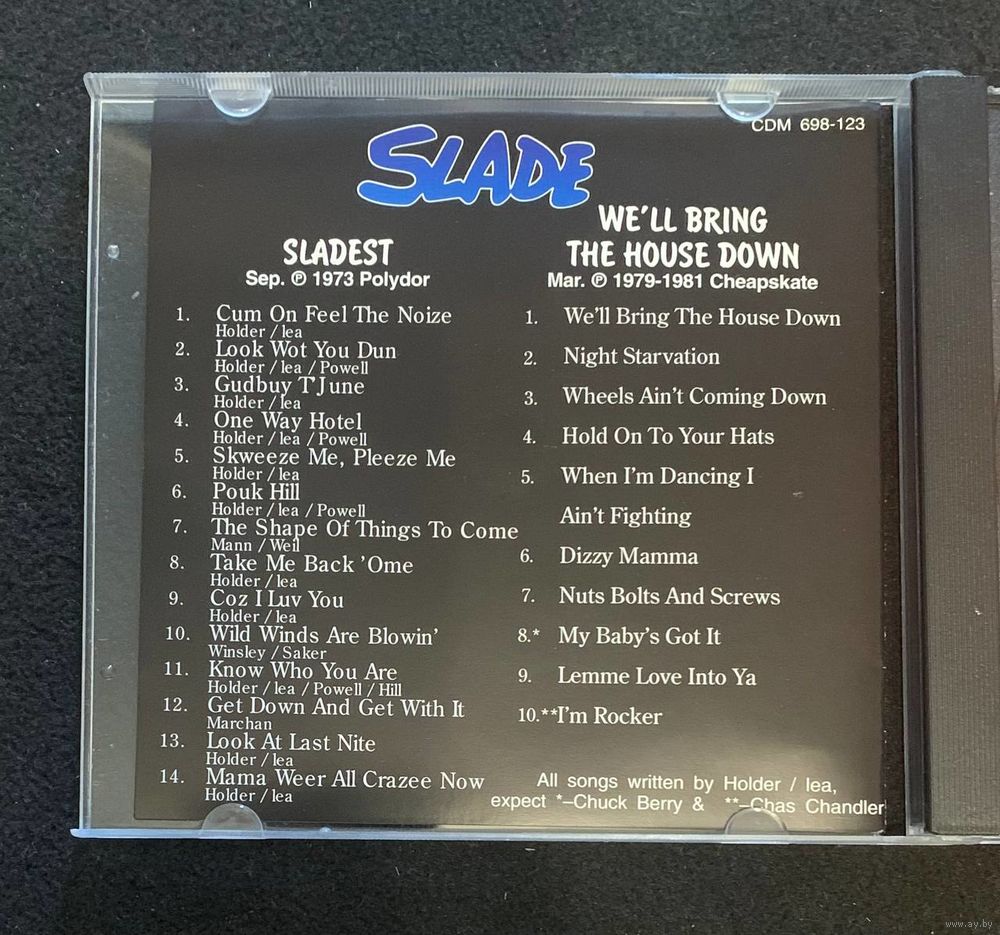 CDM 698-123
SLADE
SLADEST
Sep. ℗ 1973 Polydor
1. Cum On Feel The Noize
Holder / lea
2. Look Wot You Dun
Holder / lea / Powell
3. Gudbuy T'June
Holder / lea
4. One Way Hotel
Holder / lea / Powell
5. Skweeze Me, Pleeze Me
Holder / lea
6. Pouk Hill
Holder / lea / Powell
7. The Shape Of Things To Come
Mann / Weil
8. Take Me Back 'Ome
Holder / lea
9. Coz I Luv You
Holder / lea
10. Wild Winds Are Blowin'
Winsley / Saker
11. Know Who You Are
Holder / lea / Powell / Hill
12. Get Down And Get With It
Marchan
13. Look At Last Nite
Holder / lea
14. Mama Weer All Crazee Now
Holder / lea
WE'LL BRING
THE HOUSE DOWN
Mar. ℗ 1979-1981 Cheapskate
1. We'll Bring The House Down
2. Night Starvation
3. Wheels Ain't Coming Down
4. Hold On To Your Hats
5. When I'm Dancing I
Ain't Fighting
6. Dizzy Mamma
7. Nuts Bolts And Screws
8.* My Baby's Got It
9. Lemme Love Into Ya
10.**I'm Rocker
All songs written by Holder / lea,
expect *–Chuck Berry & **–Chas Chandler
www.ay.by